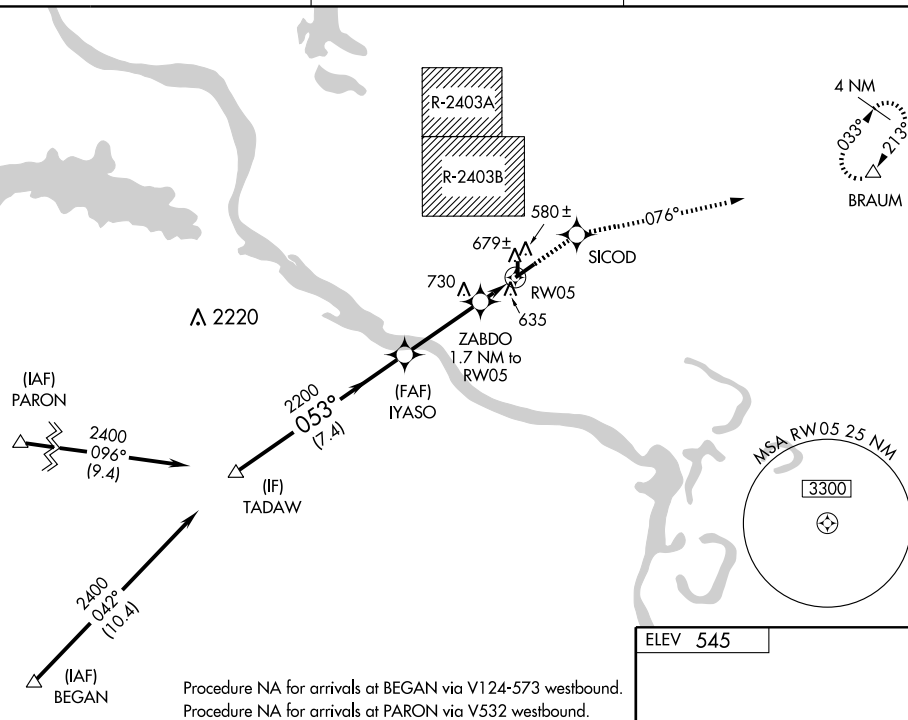 R-2403A
R-2403B
4 NM
033°
213°
BRAUM
580 ±
679±
076°
SICOD
RW05
730
635
ZABDO
1.7 NM to
RW05
2220
(FAF)
IYASO
2200
053°
(7.4)
(IAF)
PARON
2400
096°
(9.4)
(IF)
TADAW
MSA RW 05 25 NM
3300
2400
042°
(10.4)
(IAF)
BEGAN
ELEV 545
Procedure NA for arrivals at BEGAN via V124-573 westbound.
Procedure NA for arrivals at PARON via V532 westbound.